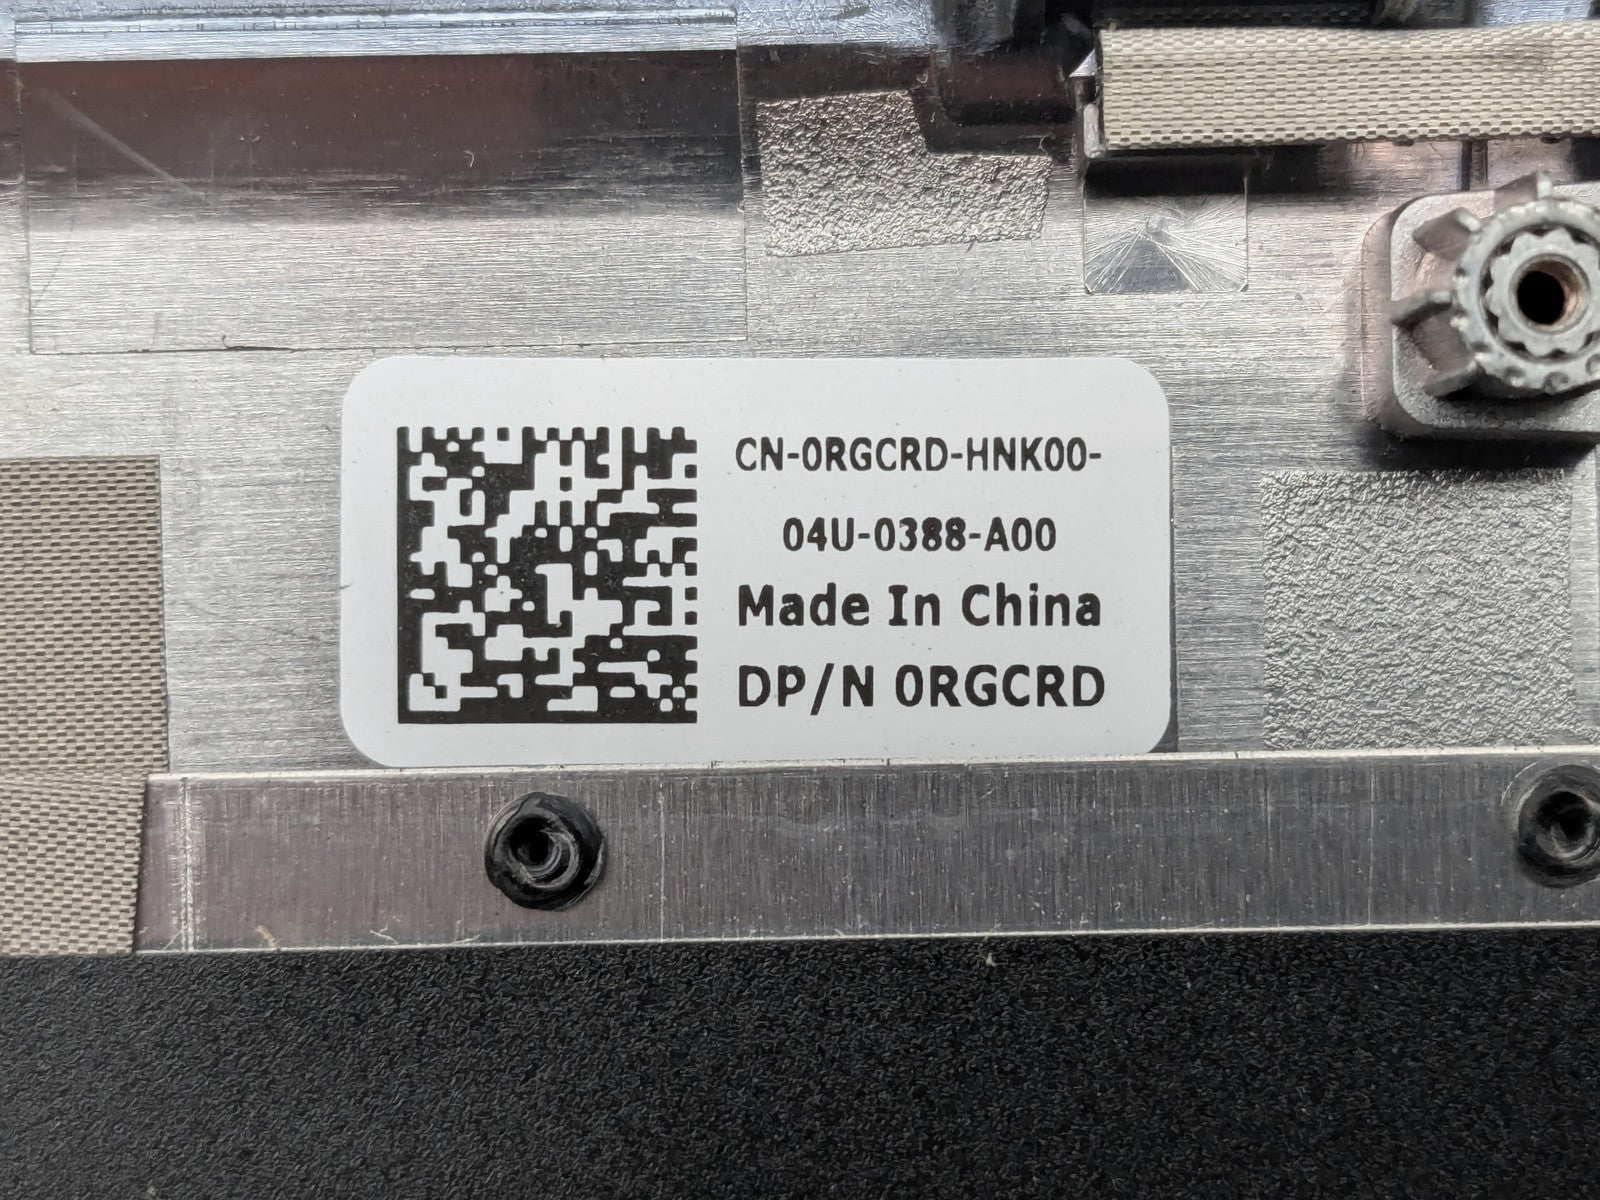 CN-0RGCRD-HNK00-
04U-0388-A00
Made In China
DP/N 0RGCRD